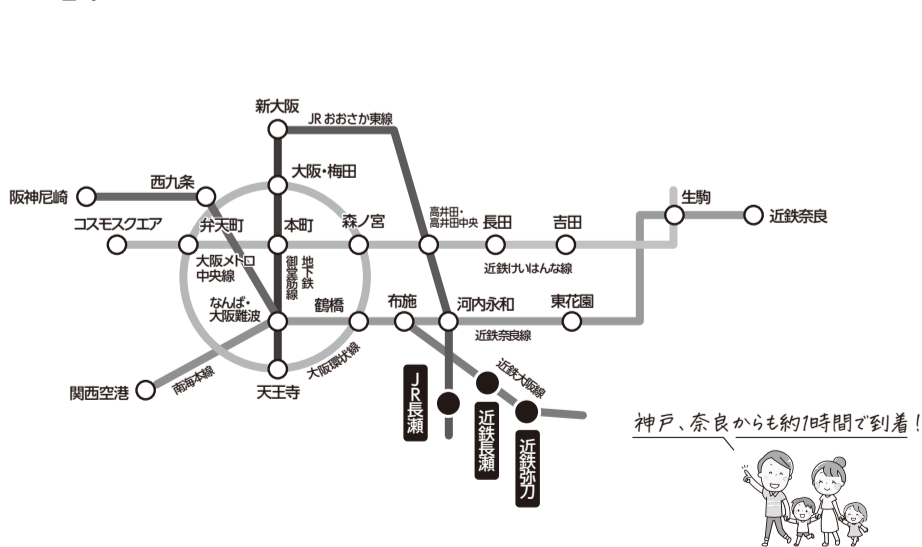 新大阪
JRおおさか東線
大阪・梅田
西九条
阪神尼崎
コスモスクエア
弁天町
本町
森ノ宮
高井田・
高井田中央
長田
吉田
生駒
近鉄奈良
大阪メトロ
中央線
地下鉄
御堂筋線
近鉄けいはんな線
なんば・
大阪難波
鶴橋
布施
河内永和
東花園
近鉄奈良線
大阪環状線
南海本線
関西空港
天王寺
近鉄大阪線
JR長瀬
近鉄長瀬
近鉄弥刀
神戸、奈良からも約1時間で到着!